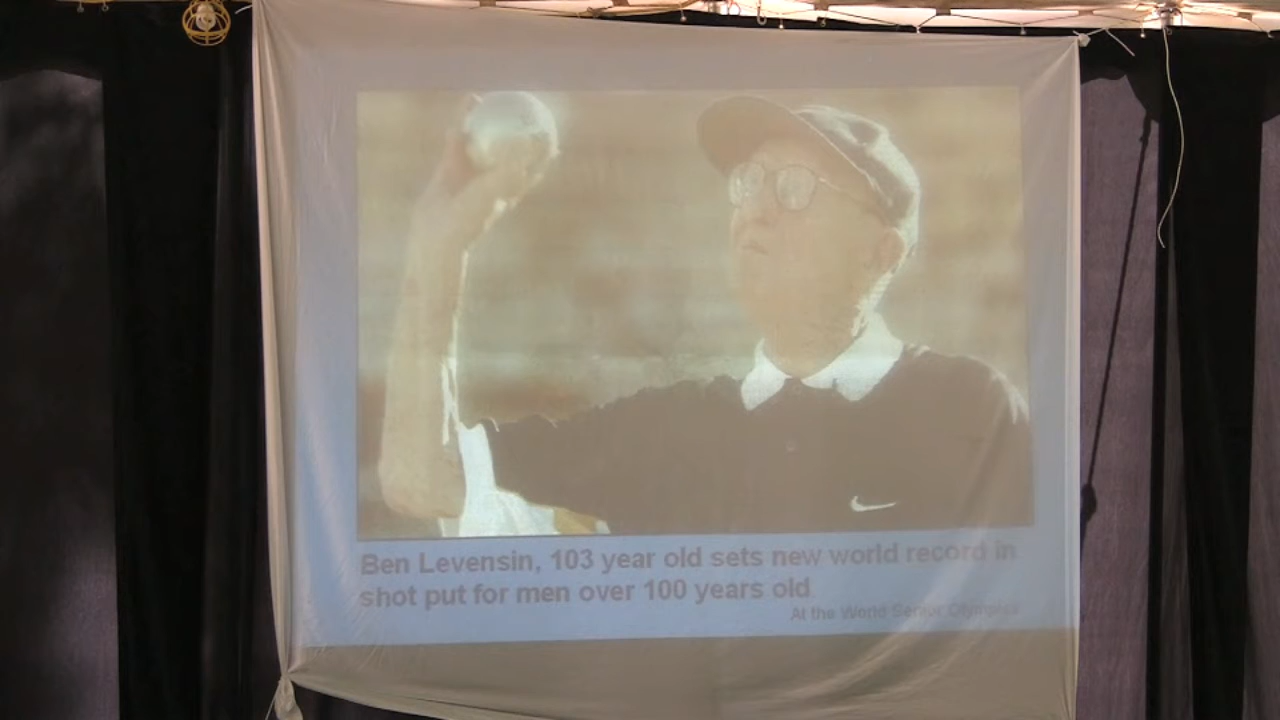 Ben Levensin, 103 year old sets new world record in
shot put for men over 100 years old
At the World Senior Olympics